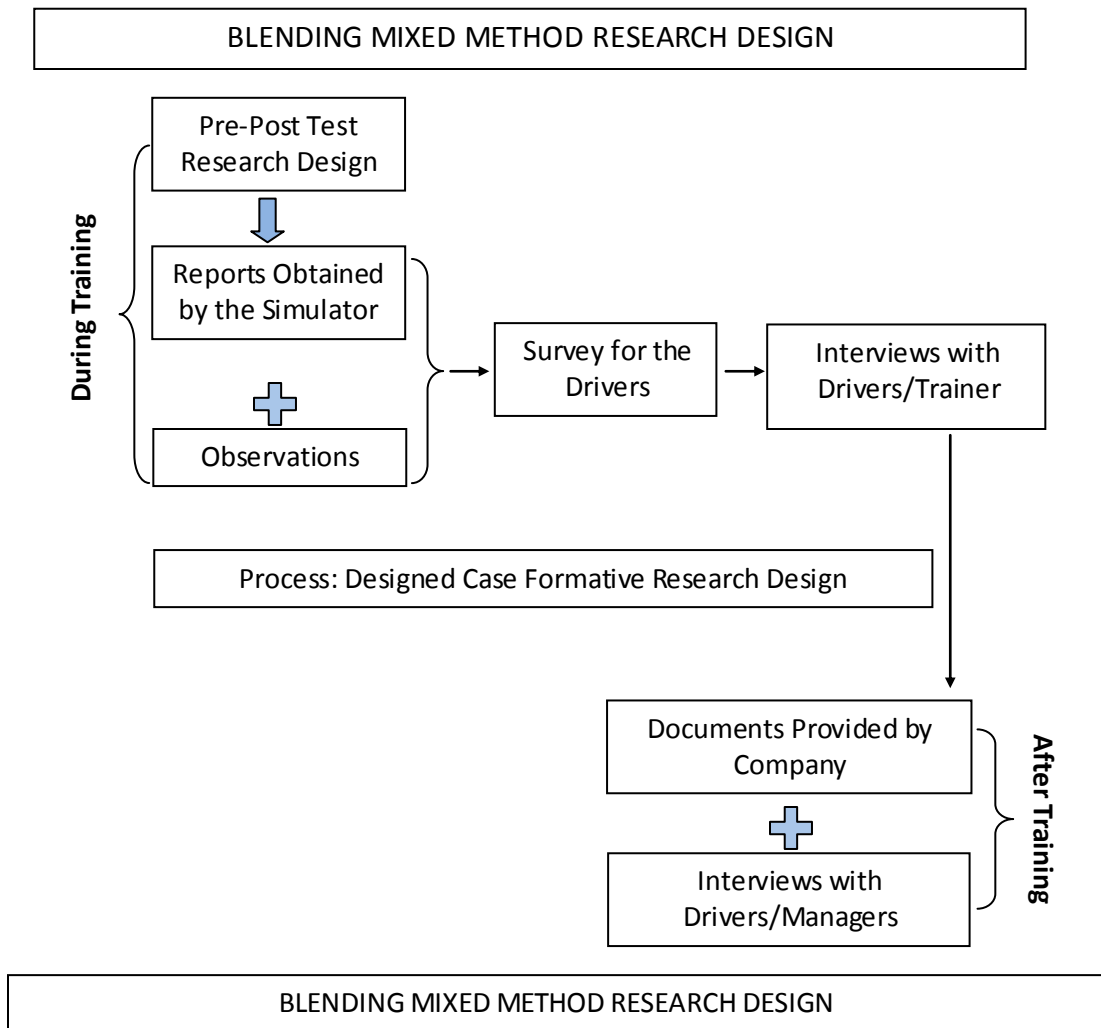 BLENDING MIXED METHOD RESEARCH DESIGN
During Training
Pre-Post Test
Research Design
Reports Obtained
by the Simulator
Observations
Survey for the
Drivers
Interviews with
Drivers/Trainer
Process: Designed Case Formative Research Design
Documents Provided by
Company
Interviews with
Drivers/Managers
After Training
BLENDING MIXED METHOD RESEARCH DESIGN